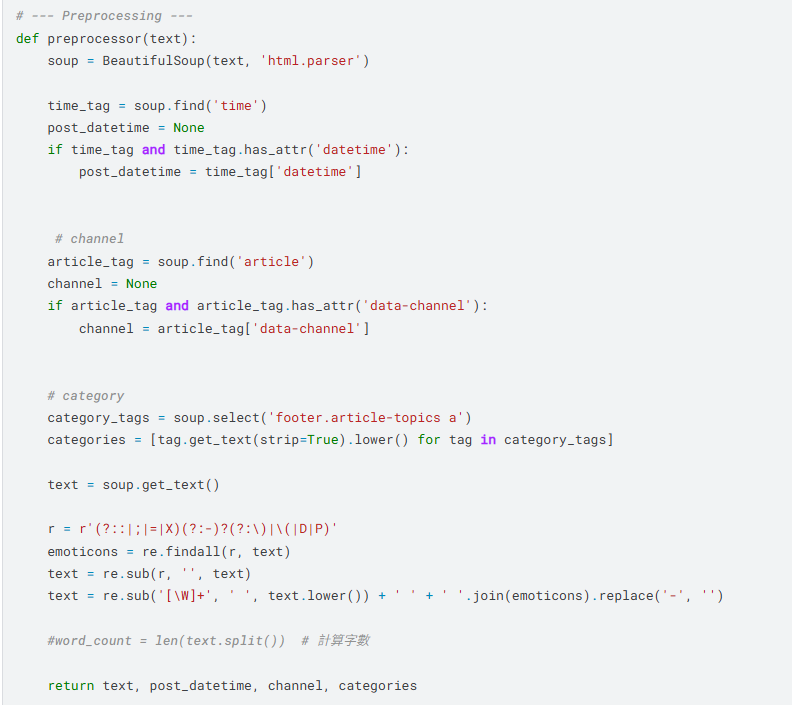 # --- Preprocessing ---
def preprocessor(text):
    soup = BeautifulSoup(text, 'html.parser')

    time_tag = soup.find('time')
    post_datetime = None
    if time_tag and time_tag.has_attr('datetime'):
        post_datetime = time_tag['datetime']


     # channel
    article_tag = soup.find('article')
    channel = None
    if article_tag and article_tag.has_attr('data-channel'):
        channel = article_tag['data-channel']


    # category
    category_tags = soup.select('footer.article-topics a')
    categories = [tag.get_text(strip=True).lower() for tag in category_tags]

    text = soup.get_text()

    r = r'(?::|;|=|X)(?:-)?(?:\)|\(|D|P)'
    emoticons = re.findall(r, text)
    text = re.sub(r, '', text)
    text = re.sub('[\W]+', ' ', text.lower()) + ' ' + ' '.join(emoticons).replace('-', '')

    #word_count = len(text.split())  # 計算字數

    return text, post_datetime, channel, categories